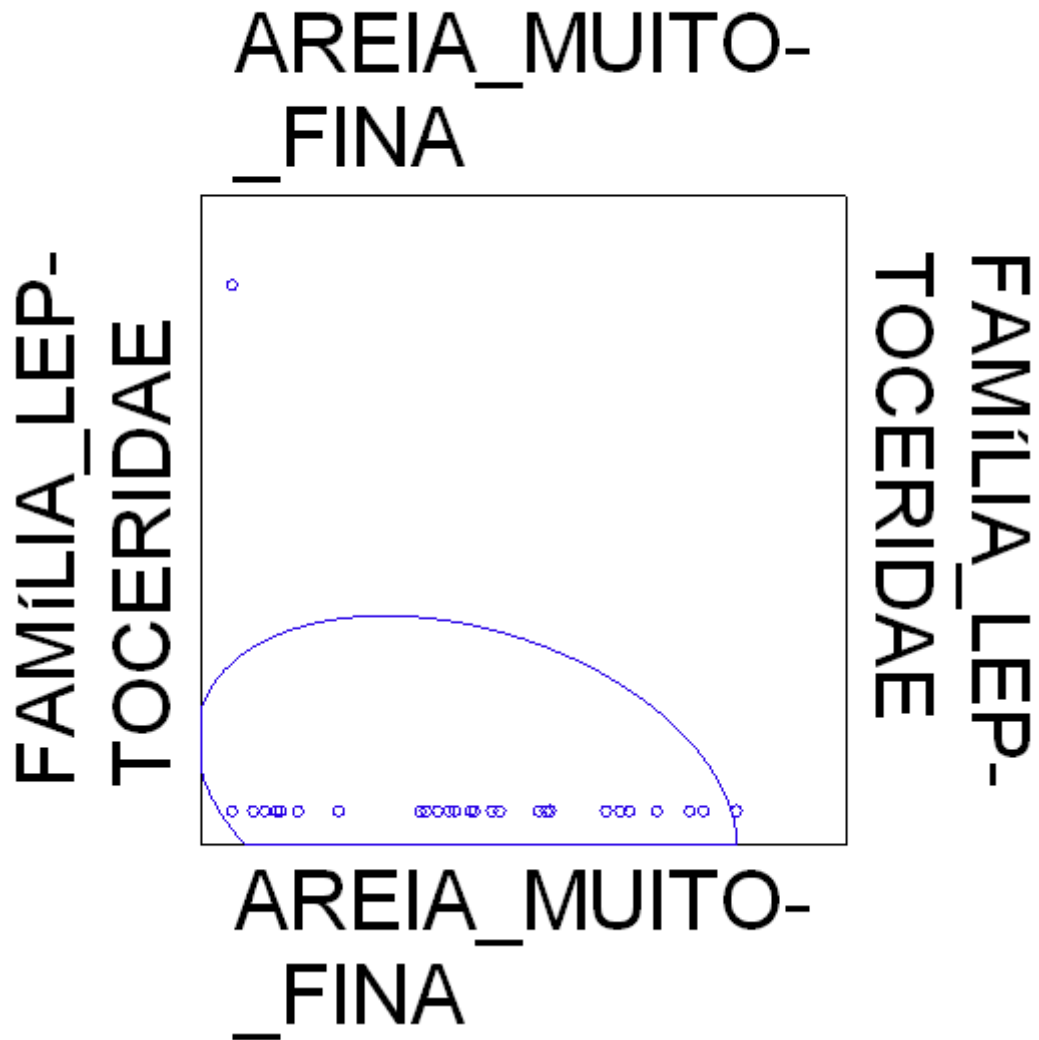 AREIA_MUITO-
_FINA
FAMíLIA_LEP-
TOCERIDAE
FAMíLIA_LEP-
TOCERIDAE
AREIA_MUITO-
_FINA